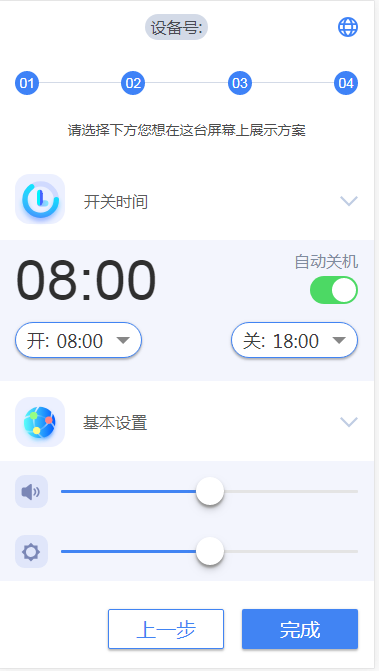 设备号:
01 02 03 04
请选择下方您想在这台屏幕上展示方案
开关时间
08:00
自动关机
开: 08:00 关: 18:00
基本设置
上一步 完成